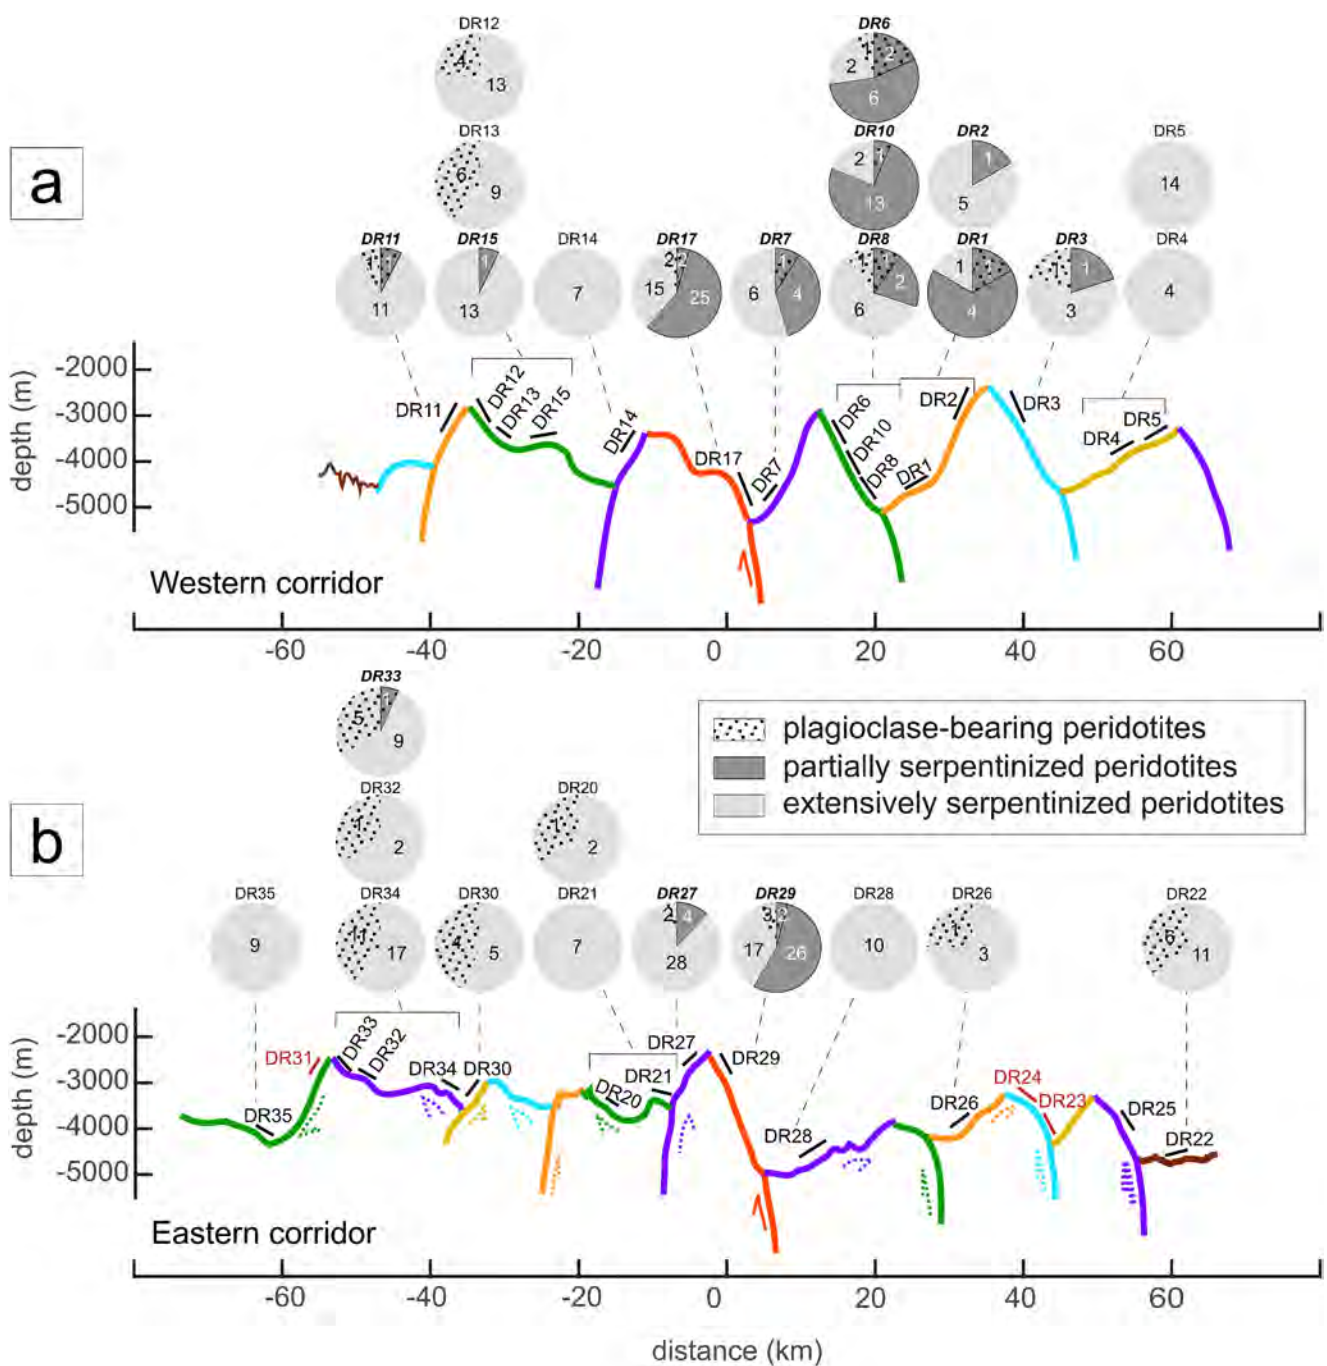 DR12
4
13
DR6
1
2
2
6
a
DR13
6
9
DR10
2
1
13
DR2
1
5
DR5
14
DR11
1
1
11
DR15
1
13
DR14
7
DR17
2
2
15
25
DR7
1
6
4
DR8
1
1
2
6
DR1
1
1
4
DR3
1
1
3
DR4
4
depth (m)
-2000
-3000
-4000
-5000
DR11
DR12
DR13
DR15
DR14
DR17
DR7
DR6
DR10
DR8
DR1
DR2
DR3
DR4
DR5
Western corridor
-60
-40
-20
0
20
40
60
DR33
5
1
9
plagioclase-bearing peridotites
partially serpentinized peridotites
extensively serpentinized peridotites
b
DR32
1
2
DR20
1
2
DR35
9
DR34
11
17
DR30
4
5
DR21
7
DR27
2
4
28
DR29
3
2
17
26
DR28
10
DR26
1
3
DR22
6
11
depth (m)
-2000
-3000
-4000
-5000
DR35
DR31
DR33
DR32
DR34
DR30
DR20
DR21
DR27
DR29
DR28
DR26
DR24
DR23
DR25
DR22
Eastern corridor
-60
-40
-20
0
20
40
60
distance (km)